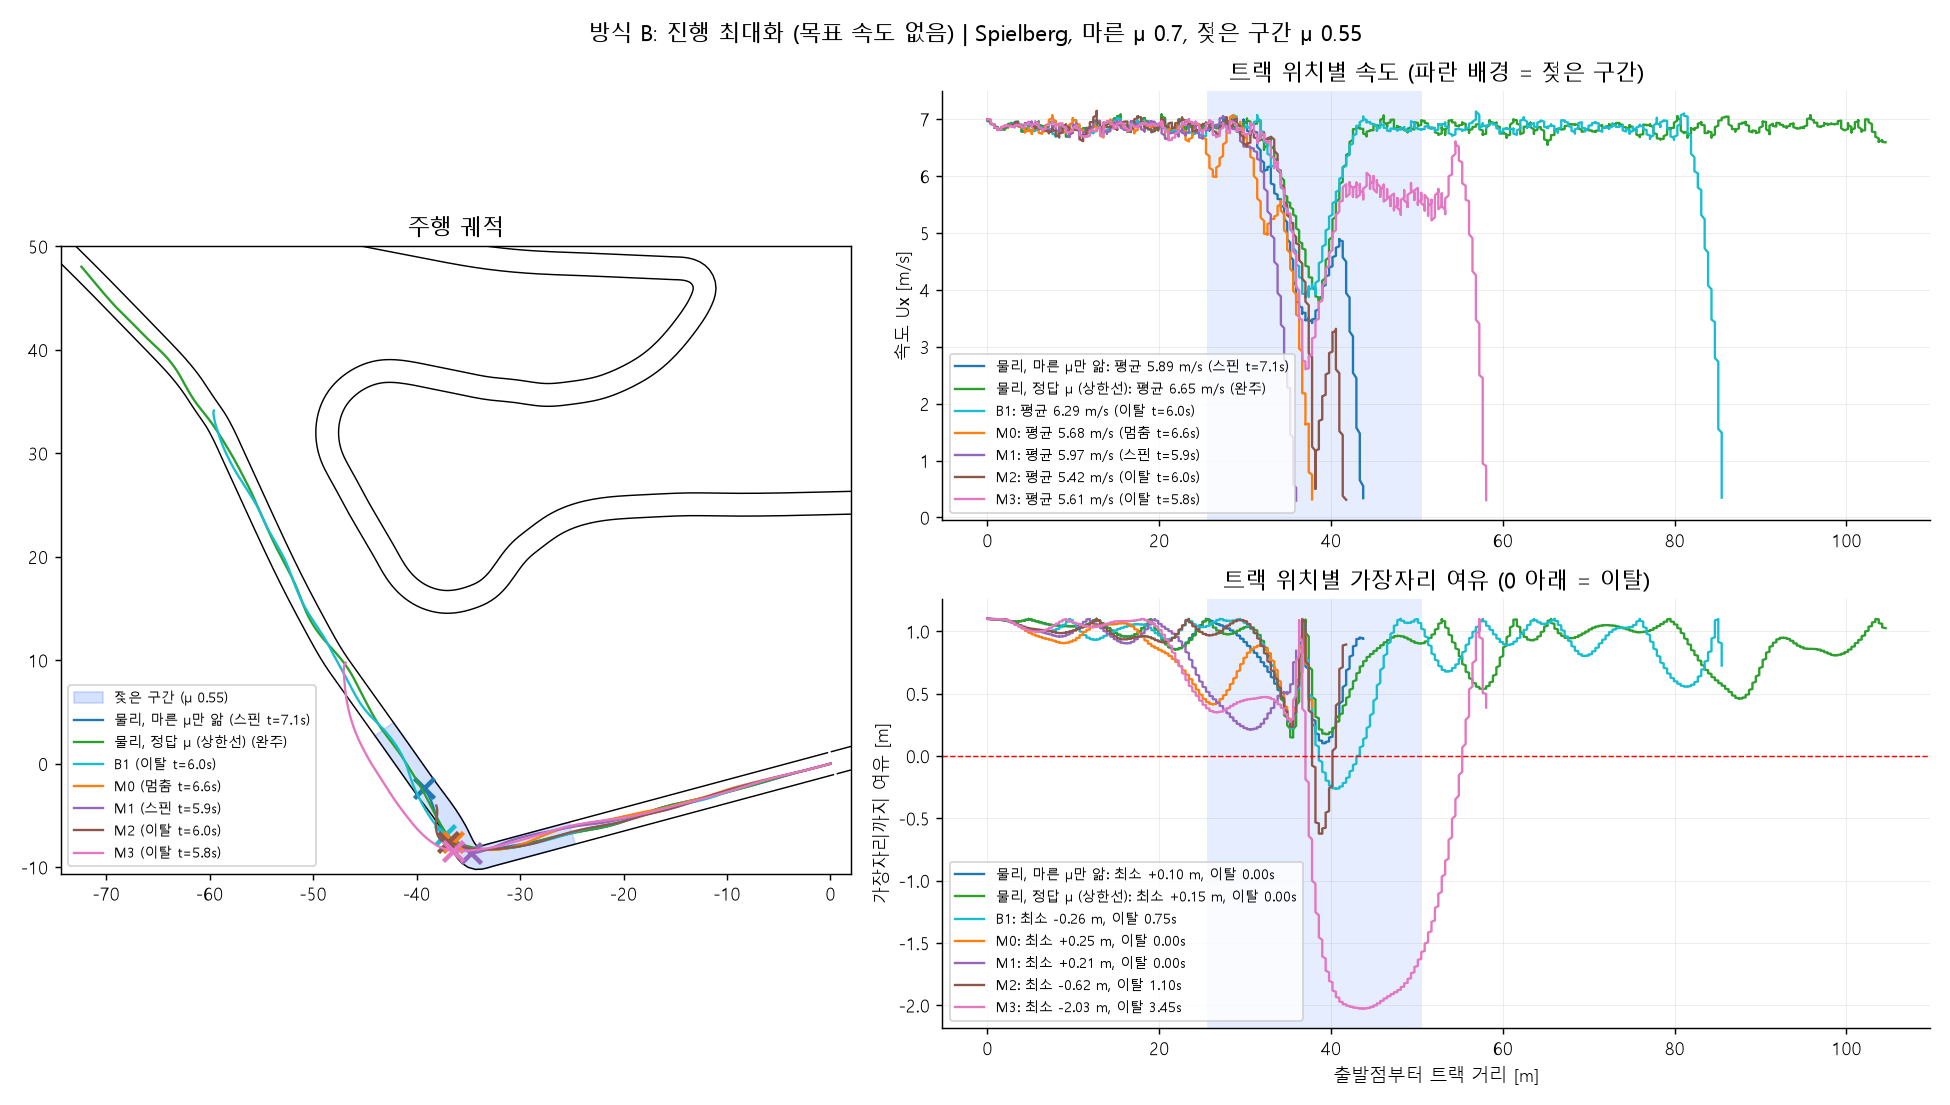 방식 B: 진행 최대화 (목표 속도 없음) | Spielberg, 마른 μ 0.7, 젖은 구간 μ 0.55
주행 궤적
50
40
30
20
10
0
-10
-70
-60
-50
-40
-30
-20
-10
0
젖은 구간 (μ 0.55)
물리, 마른 μ만 앎 (스핀 t=7.1s)
물리, 정답 μ (상한선) (완주)
B1 (이탈 t=6.0s)
M0 (멈춤 t=6.6s)
M1 (스핀 t=5.9s)
M2 (이탈 t=6.0s)
M3 (이탈 t=5.8s)
트랙 위치별 속도 (파란 배경 = 젖은 구간)
속도 Ux [m/s]
7
6
5
4
3
2
1
0
0
20
40
60
80
100
물리, 마른 μ만 앎: 평균 5.89 m/s (스핀 t=7.1s)
물리, 정답 μ (상한선): 평균 6.65 m/s (완주)
B1: 평균 6.29 m/s (이탈 t=6.0s)
M0: 평균 5.68 m/s (멈춤 t=6.6s)
M1: 평균 5.97 m/s (스핀 t=5.9s)
M2: 평균 5.42 m/s (이탈 t=6.0s)
M3: 평균 5.61 m/s (이탈 t=5.8s)
트랙 위치별 가장자리 여유 (0 아래 = 이탈)
가장자리까지 여유 [m]
1.0
0.5
0.0
-0.5
-1.0
-1.5
-2.0
0
20
40
60
80
100
출발점부터 트랙 거리 [m]
물리, 마른 μ만 앎: 최소 +0.10 m, 이탈 0.00s
물리, 정답 μ (상한선): 최소 +0.15 m, 이탈 0.00s
B1: 최소 -0.26 m, 이탈 0.75s
M0: 최소 +0.25 m, 이탈 0.00s
M1: 최소 +0.21 m, 이탈 0.00s
M2: 최소 -0.62 m, 이탈 1.10s
M3: 최소 -2.03 m, 이탈 3.45s